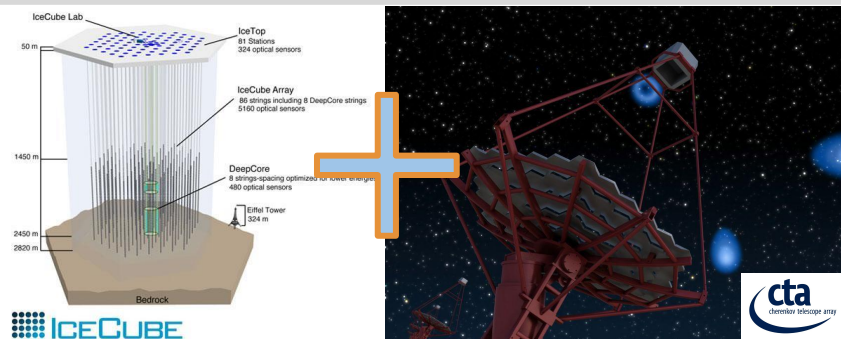 IceCube Lab
IceTop
81 Stations
324 optical sensors
50 m
IceCube Array
86 strings including 8 DeepCore strings
5160 optical sensors
1450 m
DeepCore
8 strings-spacing optimized for lower energies
480 optical sensors
Eiffel Tower
324 m
2450 m
2820 m
Bedrock
ICECUBE
cta
cherenkov telescope array